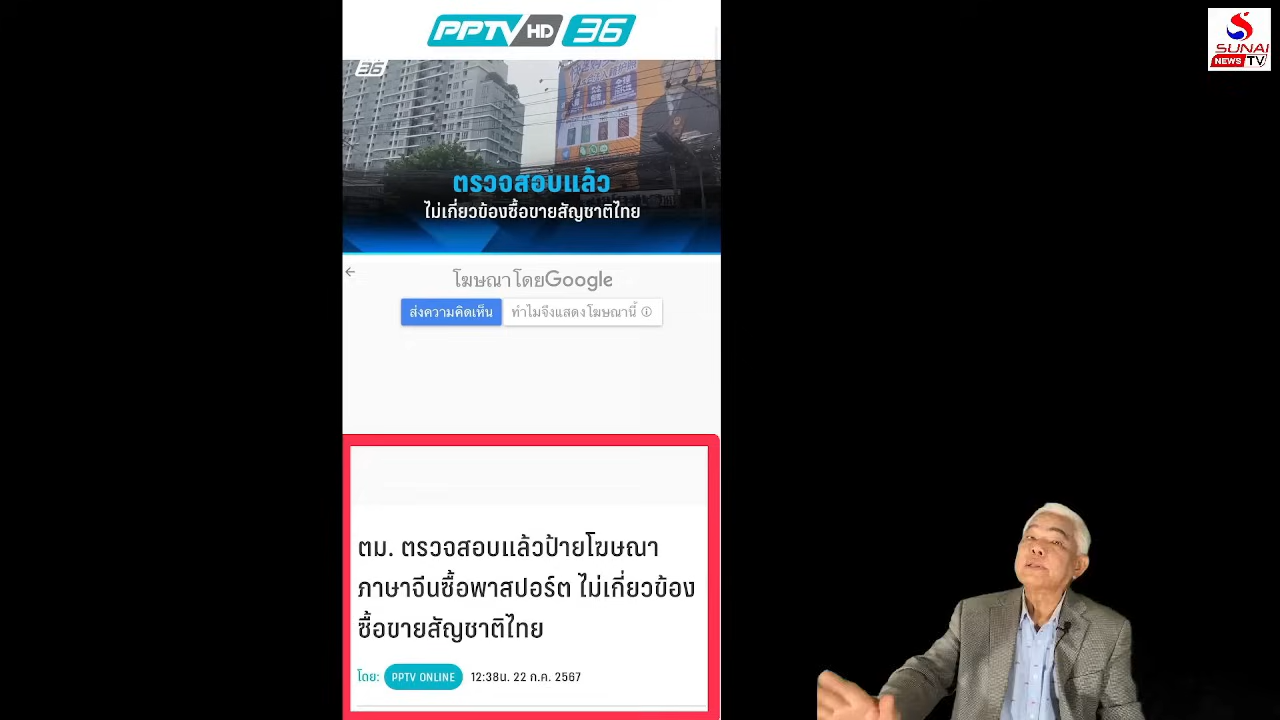 PPTV HD 36
SUNAI
NEWS TV
36
ตรวจสอบแล้ว
ไม่เกี่ยวข้องซื้อขายสัญชาติไทย
โฆษณาโดย Google
ส่งความคิดเห็น
ทำไมจึงแสดงโฆษณานี้
ตม. ตรวจสอบแล้วป้ายโฆษณา
ภาษาจีนซื้อพาสปอร์ต ไม่เกี่ยวข้อง
ซื้อขายสัญชาติไทย
โดย: PPTV ONLINE 12:38น. 22 ก.ค. 2567